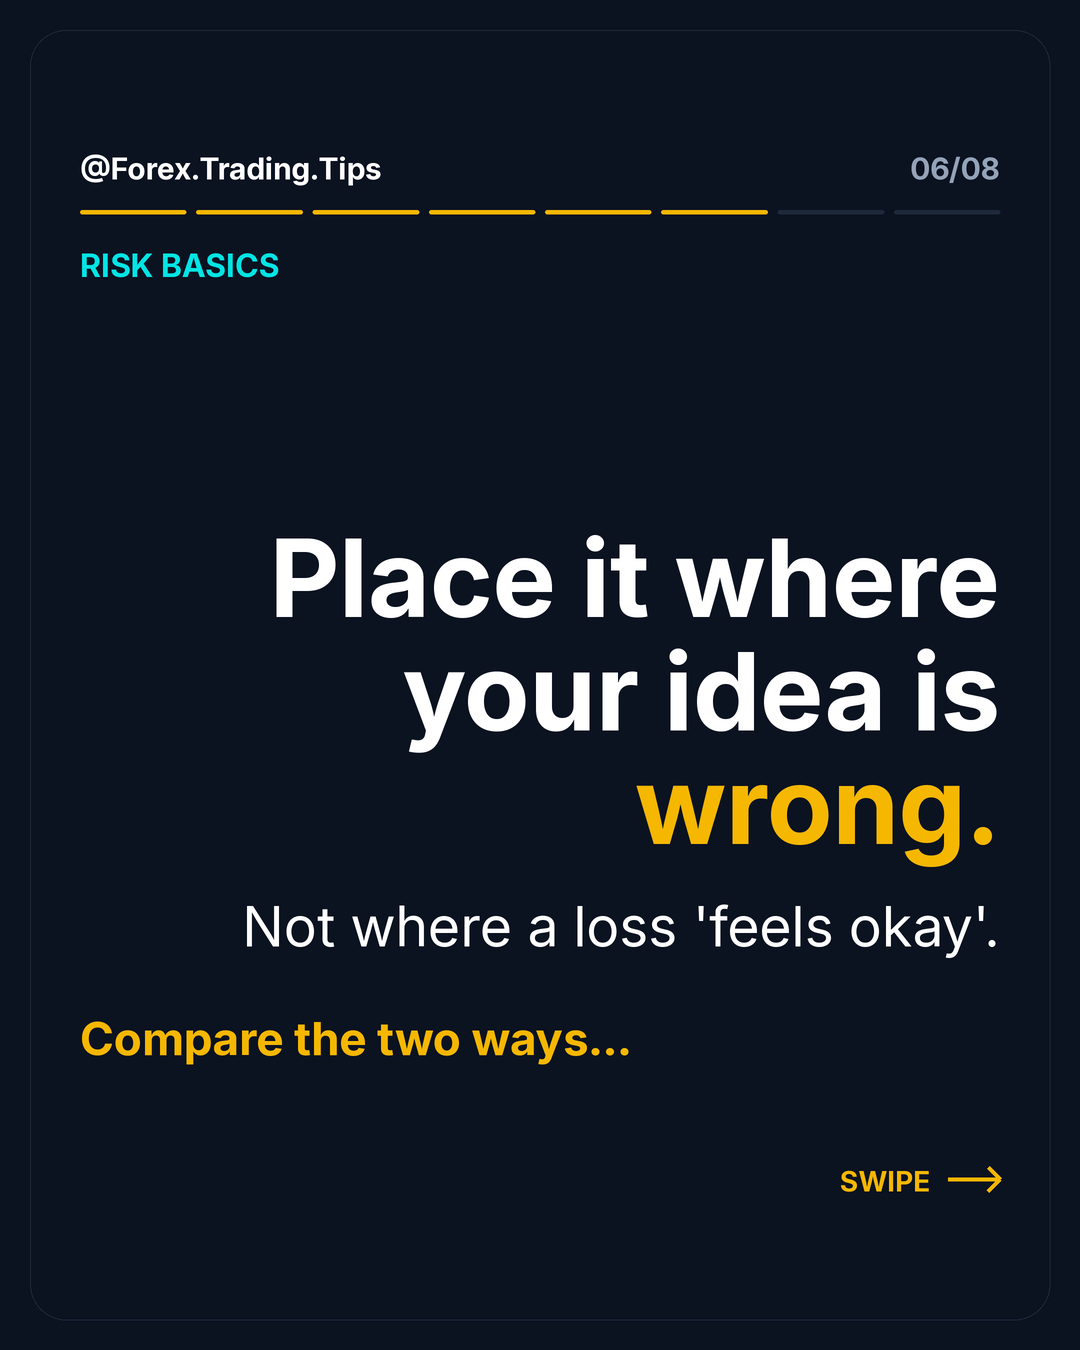 @Forex.Trading.Tips
06/08
RISK BASICS
Place it where
your idea is
wrong.
Not where a loss 'feels okay'.
Compare the two ways...
SWIPE